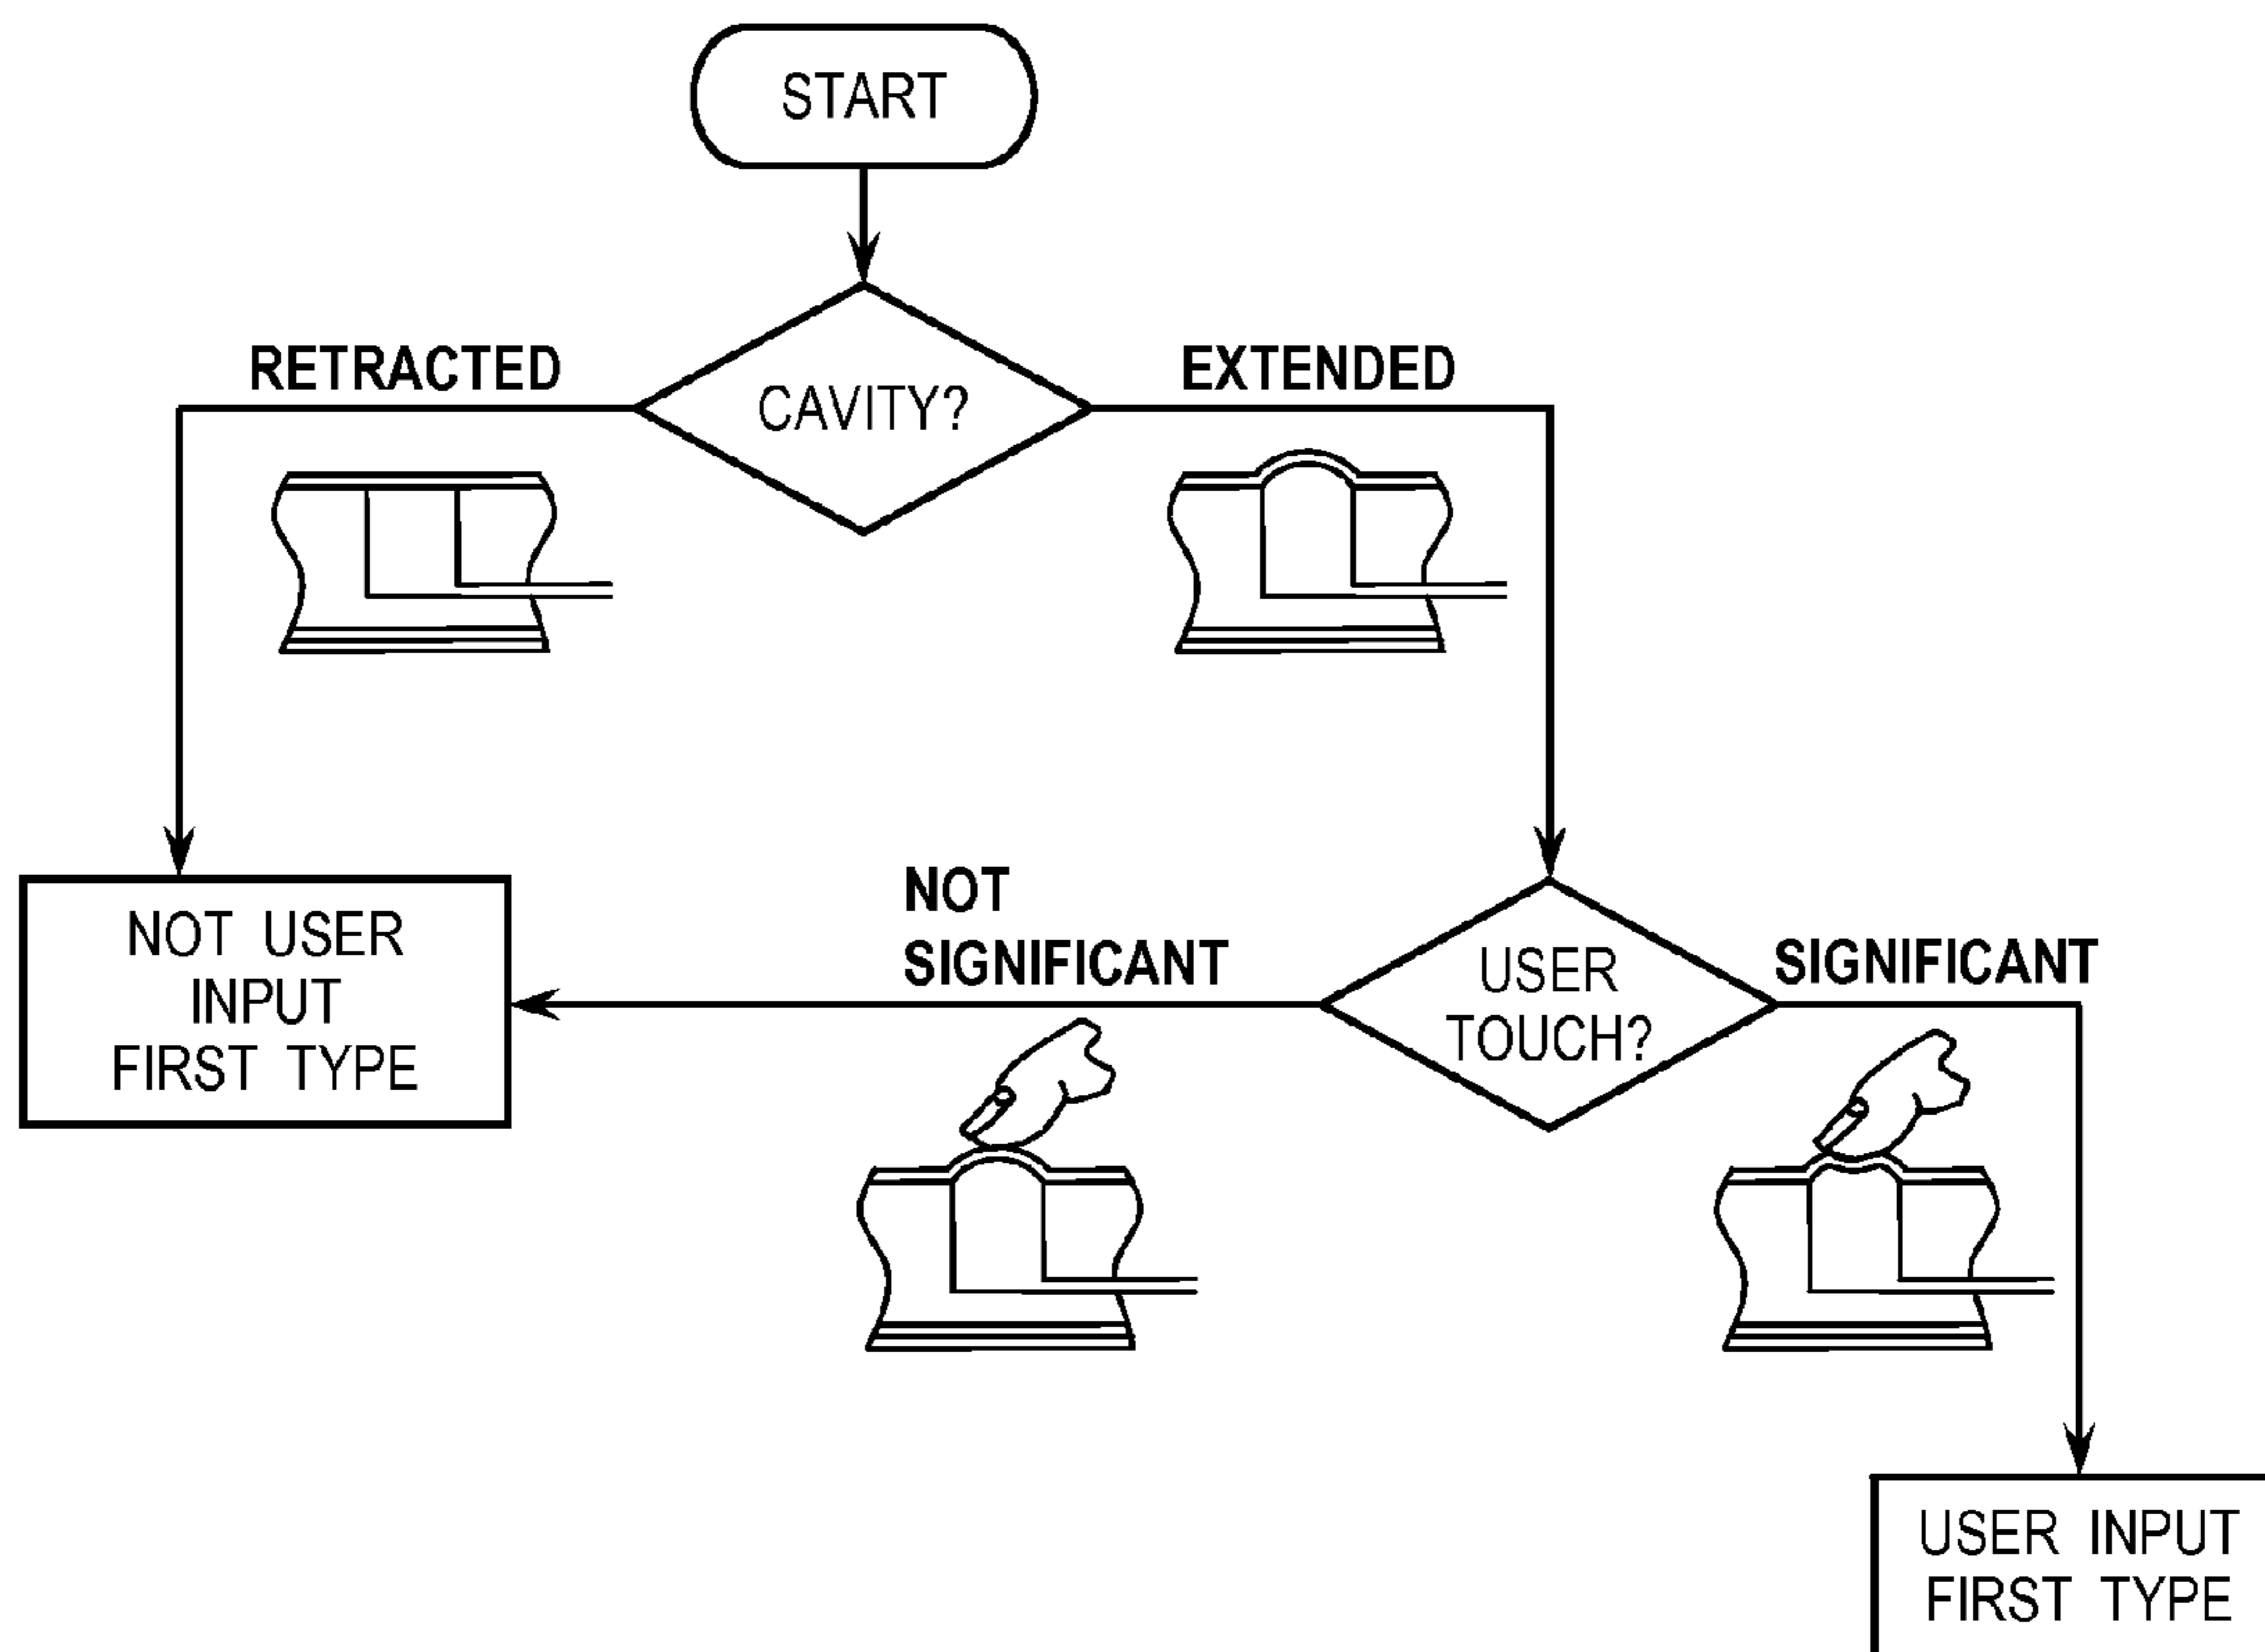 START
RETRACTED
EXTENDED
CAVITY?
NOT USER
INPUT
FIRST TYPE
NOT
SIGNIFICANT
USER
TOUCH?
SIGNIFICANT
USER INPUT
FIRST TYPE